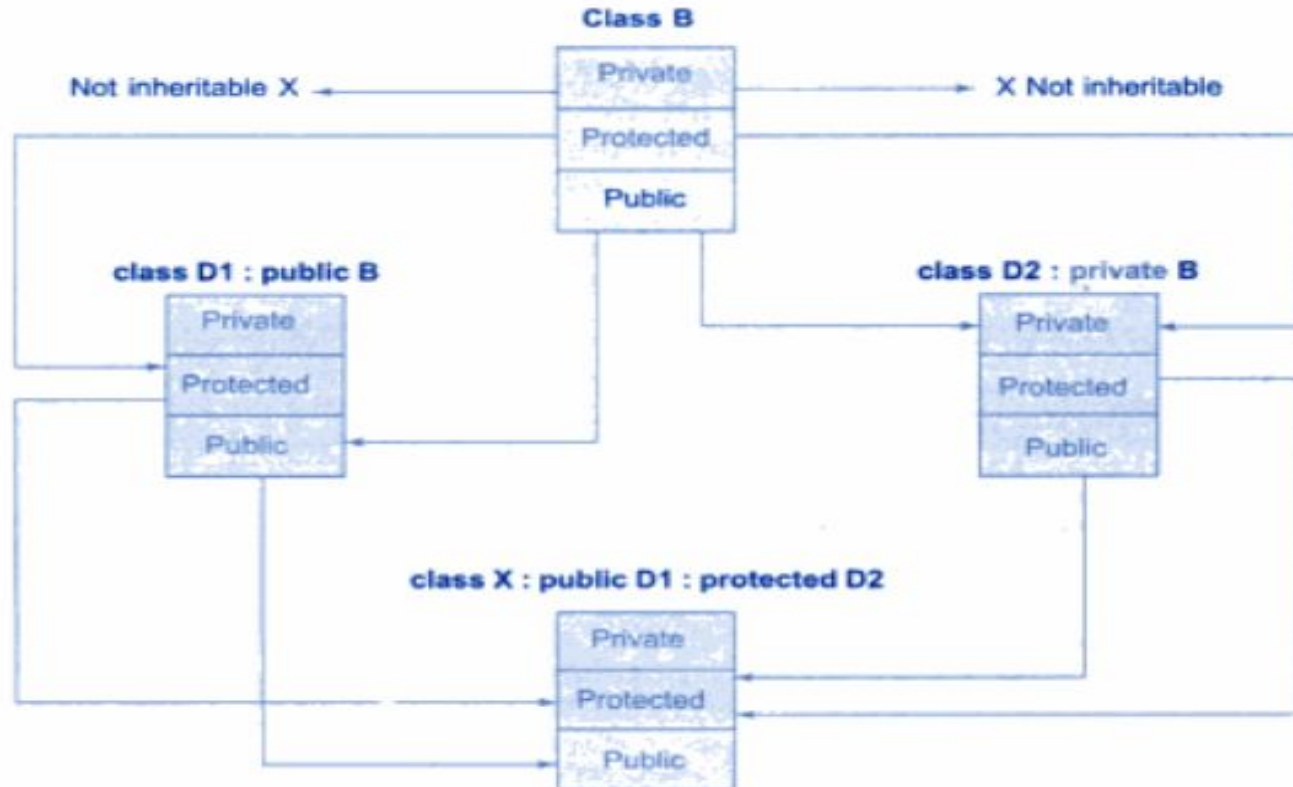 Class B
Private
Not inheritable X
X Not inheritable
Protected
Public
class D1 : public B
class D2 : private B
Private
Protected
Public
Private
Protected
Public
class X : public D1 : protected D2
Private
Protected
Public